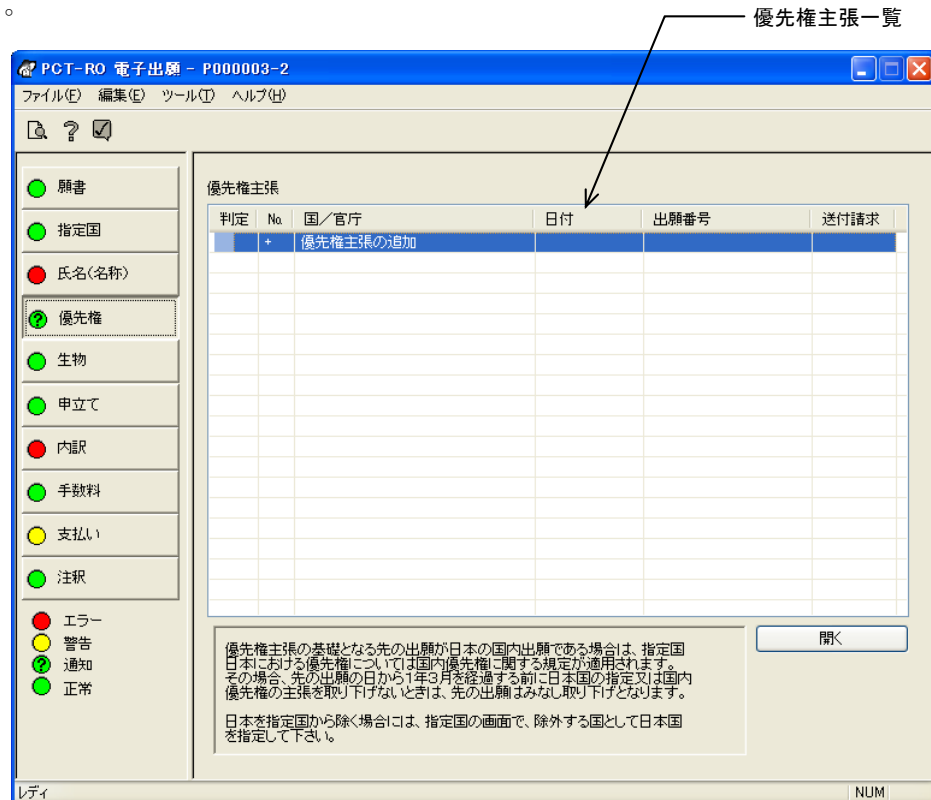 。
優先権主張一覧
PCT-RO 電子出願 - P000003-2
ファイル(F) 編集(E) ツール(T) ヘルプ(H)
願書
指定国
氏名(名称)
優先権
生物
申立て
内訳
手数料
支払い
注釈
エラー
警告
通知
正常
優先権主張
判定 No. 国/官庁 日付 出願番号 送付請求
+ 優先権主張の追加
優先権主張の基礎となる先の出願が日本の国内出願である場合は、指定国
日本における優先権については国内優先権に関する規定が適用されます。
その場合、先の出願の日から1年3月を経過する前に日本国の指定又は国内
優先権の主張を取り下げないときは、先の出願はみなし取り下げとなります。
日本を指定国から除く場合には、指定国の画面で、除外する国として日本国
を指定して下さい。
開く
レディ NUM